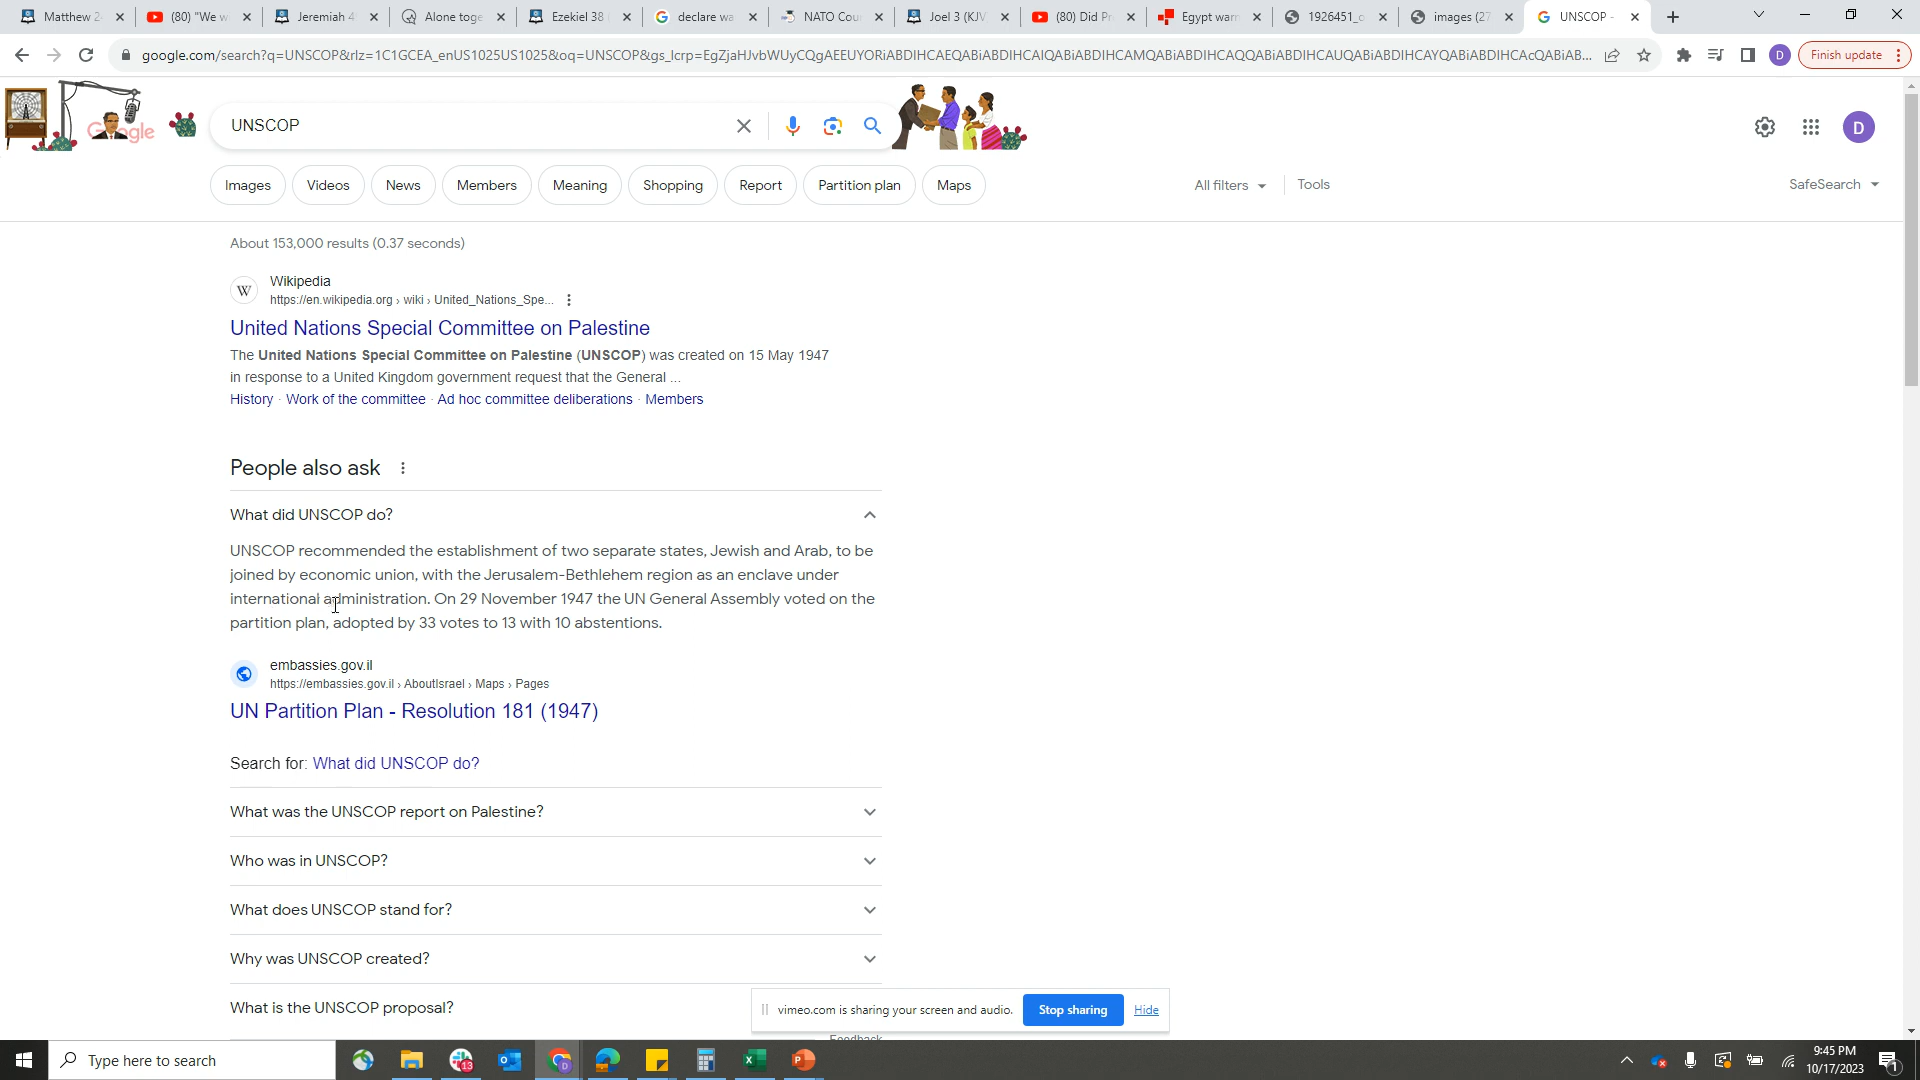 Matthew 2
(80) "We w
Jeremiah 4
Alone toge
Ezekiel 38
declare wa
NATO Cou
Joel 3 (KJV
(80) Did Pr
Egypt warn
1926451_c
images (27
UNSCOP -
google.com/search?q=UNSCOP&rlz=1C1GCEA_enUS1025US1025&oq=UNSCOP&gs_lcrp=EgZjaHJvbWUyCQgAEEUYORiABDIHCAEQABiABDIHCAIQABiABDIHCAMQABiABDIHCAQQABiABDIHCAUQABiABDIHCAYQABiABDIHCAcQABiAB...
D
Finish update
UNSCOP
D
Images
Videos
News
Members
Meaning
Shopping
Report
Partition plan
Maps
All filters
Tools
SafeSearch
About 153,000 results (0.37 seconds)
W
Wikipedia
https://en.wikipedia.org › wiki › United_Nations_Spe...
United Nations Special Committee on Palestine
The United Nations Special Committee on Palestine (UNSCOP) was created on 15 May 1947
in response to a United Kingdom government request that the General ...
History · Work of the committee · Ad hoc committee deliberations · Members
People also ask
What did UNSCOP do?
UNSCOP recommended the establishment of two separate states, Jewish and Arab, to be
joined by economic union, with the Jerusalem-Bethlehem region as an enclave under
international administration. On 29 November 1947 the UN General Assembly voted on the
partition plan, adopted by 33 votes to 13 with 10 abstentions.
embassies.gov.il
https://embassies.gov.il › AboutIsrael › Maps › Pages
UN Partition Plan - Resolution 181 (1947)
Search for: What did UNSCOP do?
What was the UNSCOP report on Palestine?
Who was in UNSCOP?
What does UNSCOP stand for?
Why was UNSCOP created?
What is the UNSCOP proposal?
vimeo.com is sharing your screen and audio.
Stop sharing
Hide
Feedback
Type here to search
13
9:45 PM
10/17/2023
1